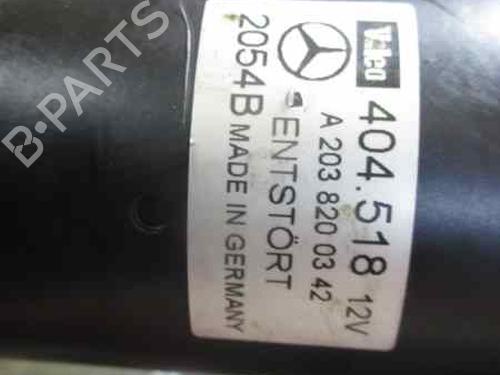 Valeo 404.518 12V
A 203 820 03 42
ENTSTÖRT
2054B MADE IN GERMANY
B-PARTS